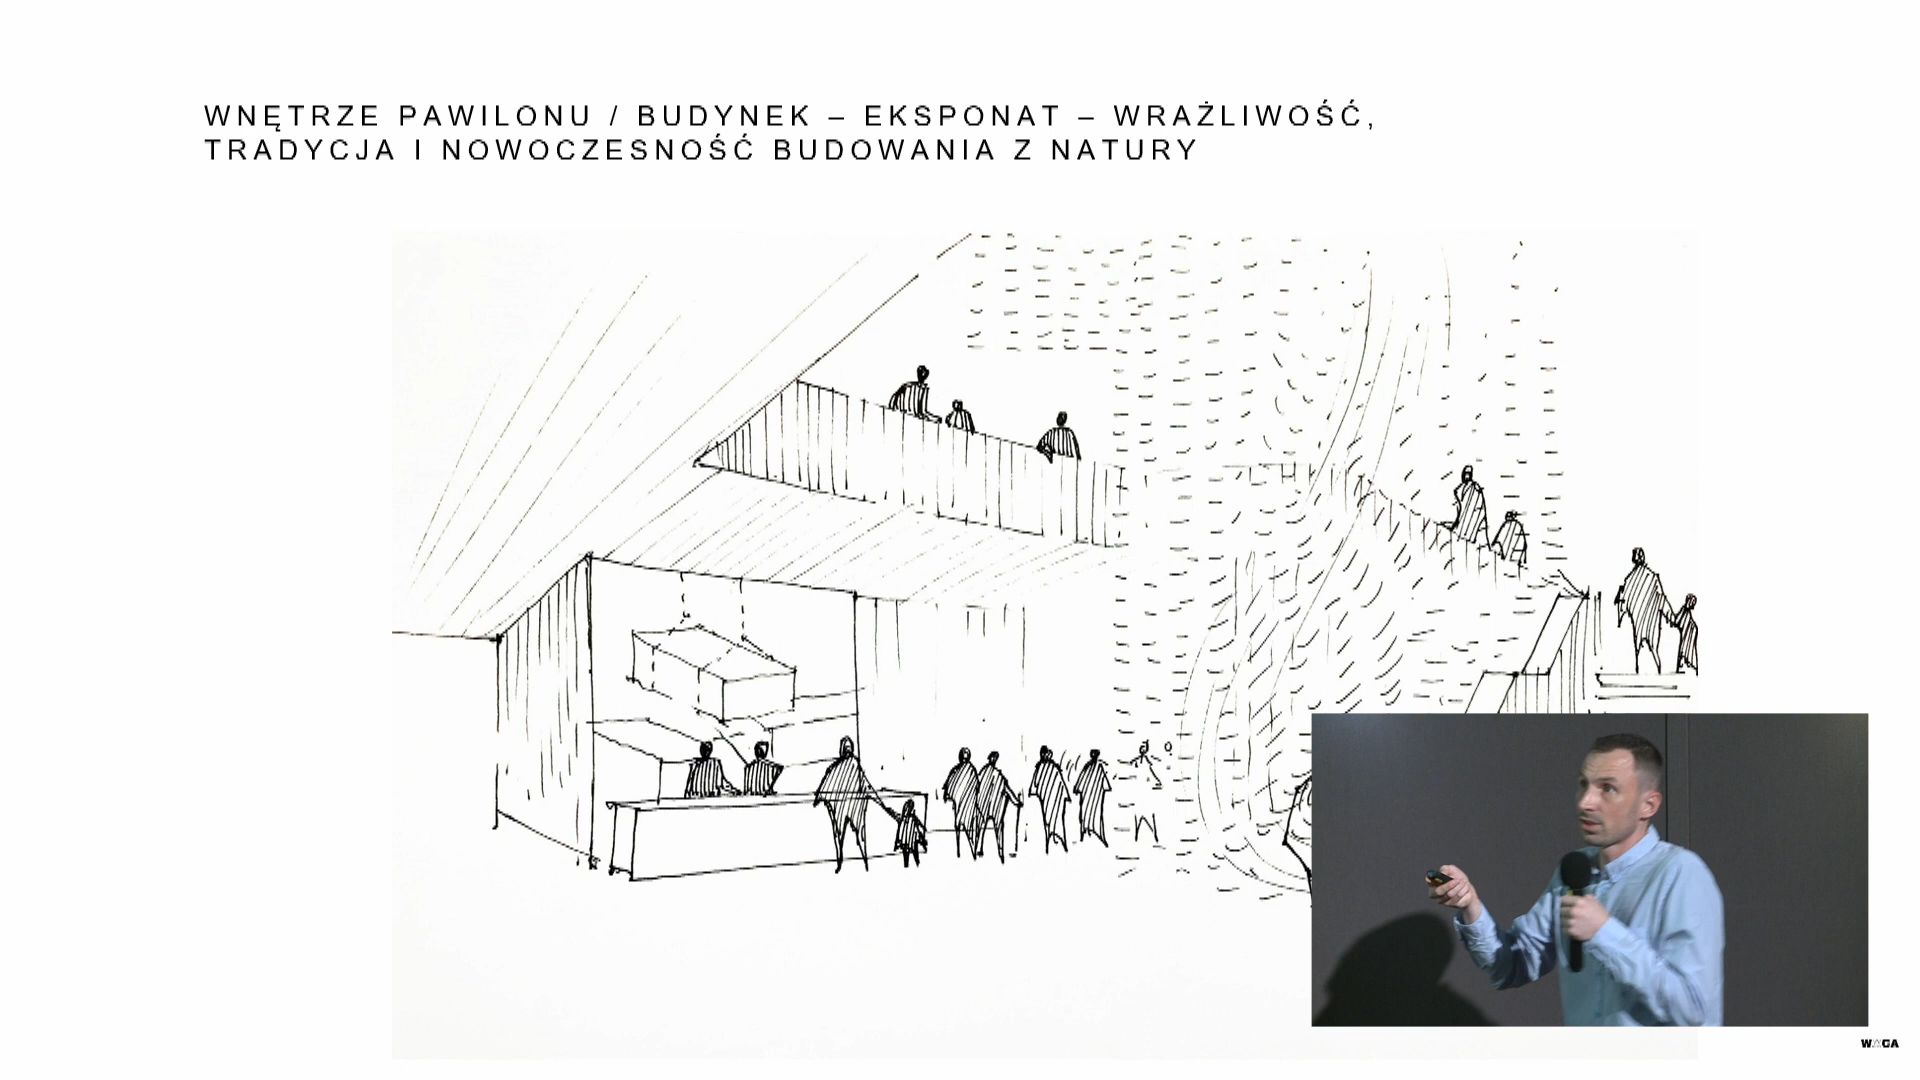 WNĘTRZE PAWILONU / BUDYNEK – EKSPONAT – WRAŻLIWOŚĆ,
TRADYCJA I NOWOCZESNOŚĆ BUDOWANIA Z NATURY